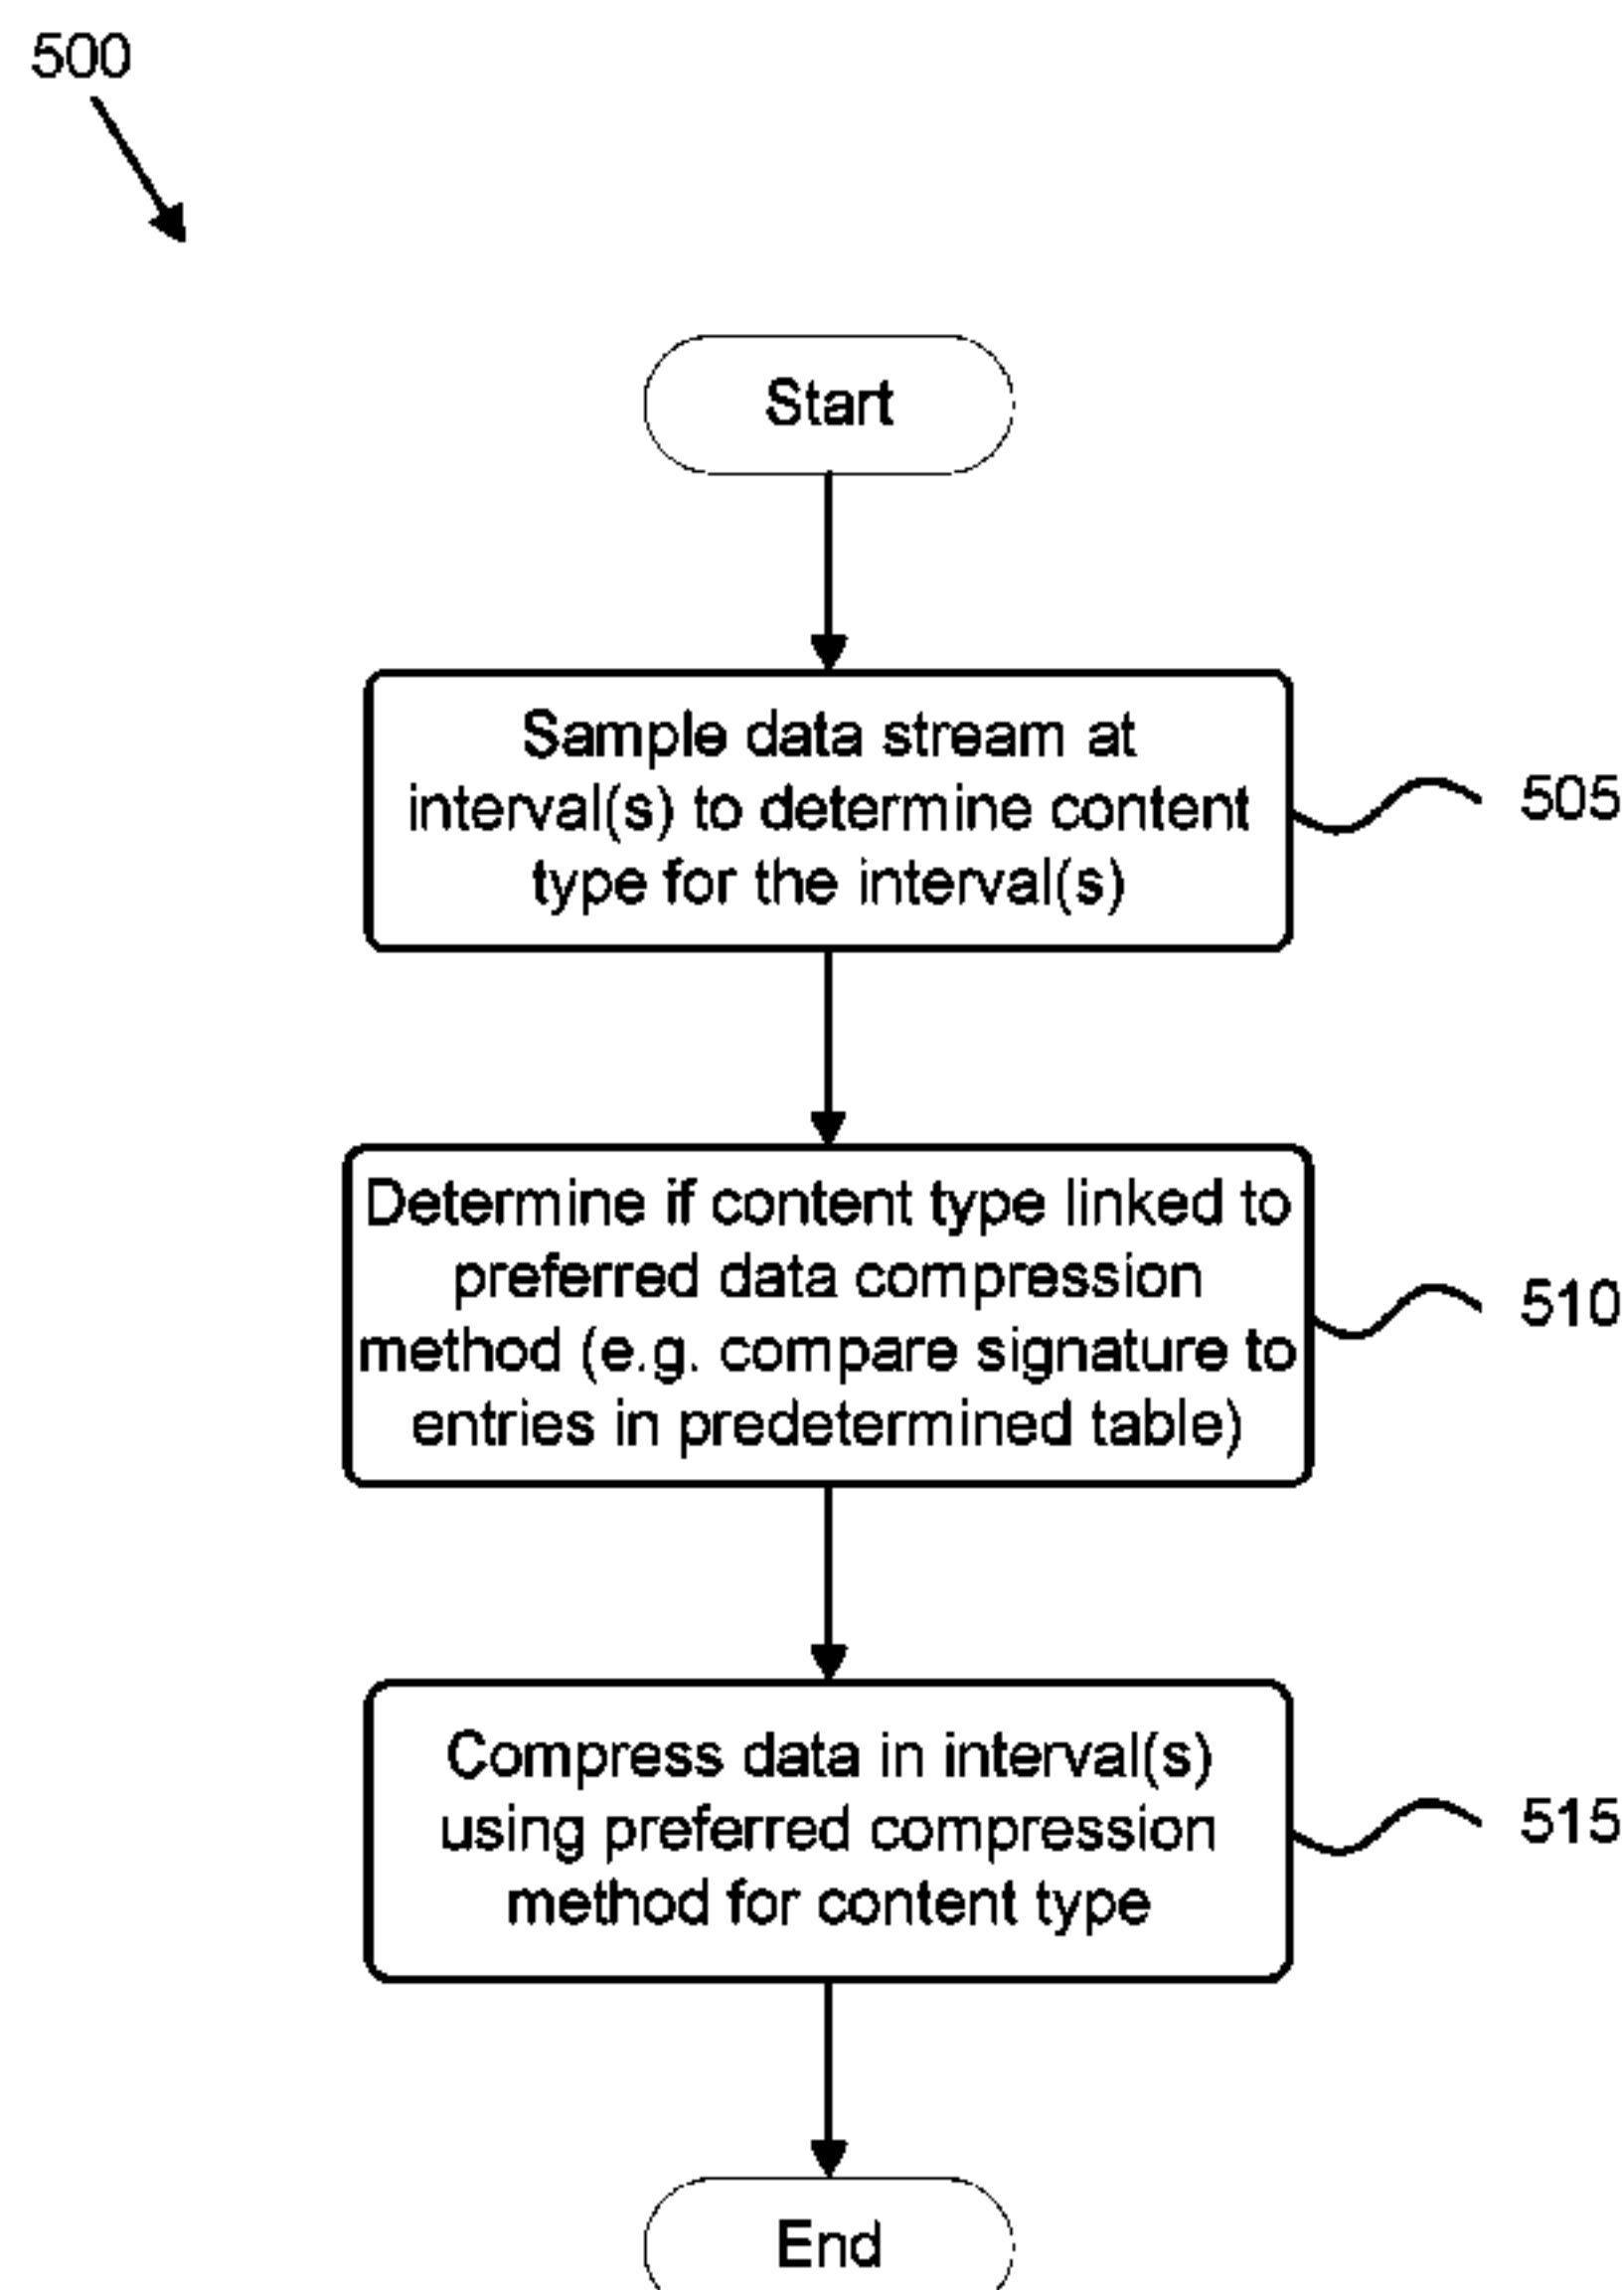 500
Start
Sample data stream at
interval(s) to determine content
type for the interval(s)
505
Determine if content type linked to
preferred data compression
method (e.g. compare signature to
entries in predetermined table)
510
Compress data in interval(s)
using preferred compression
method for content type
515
End